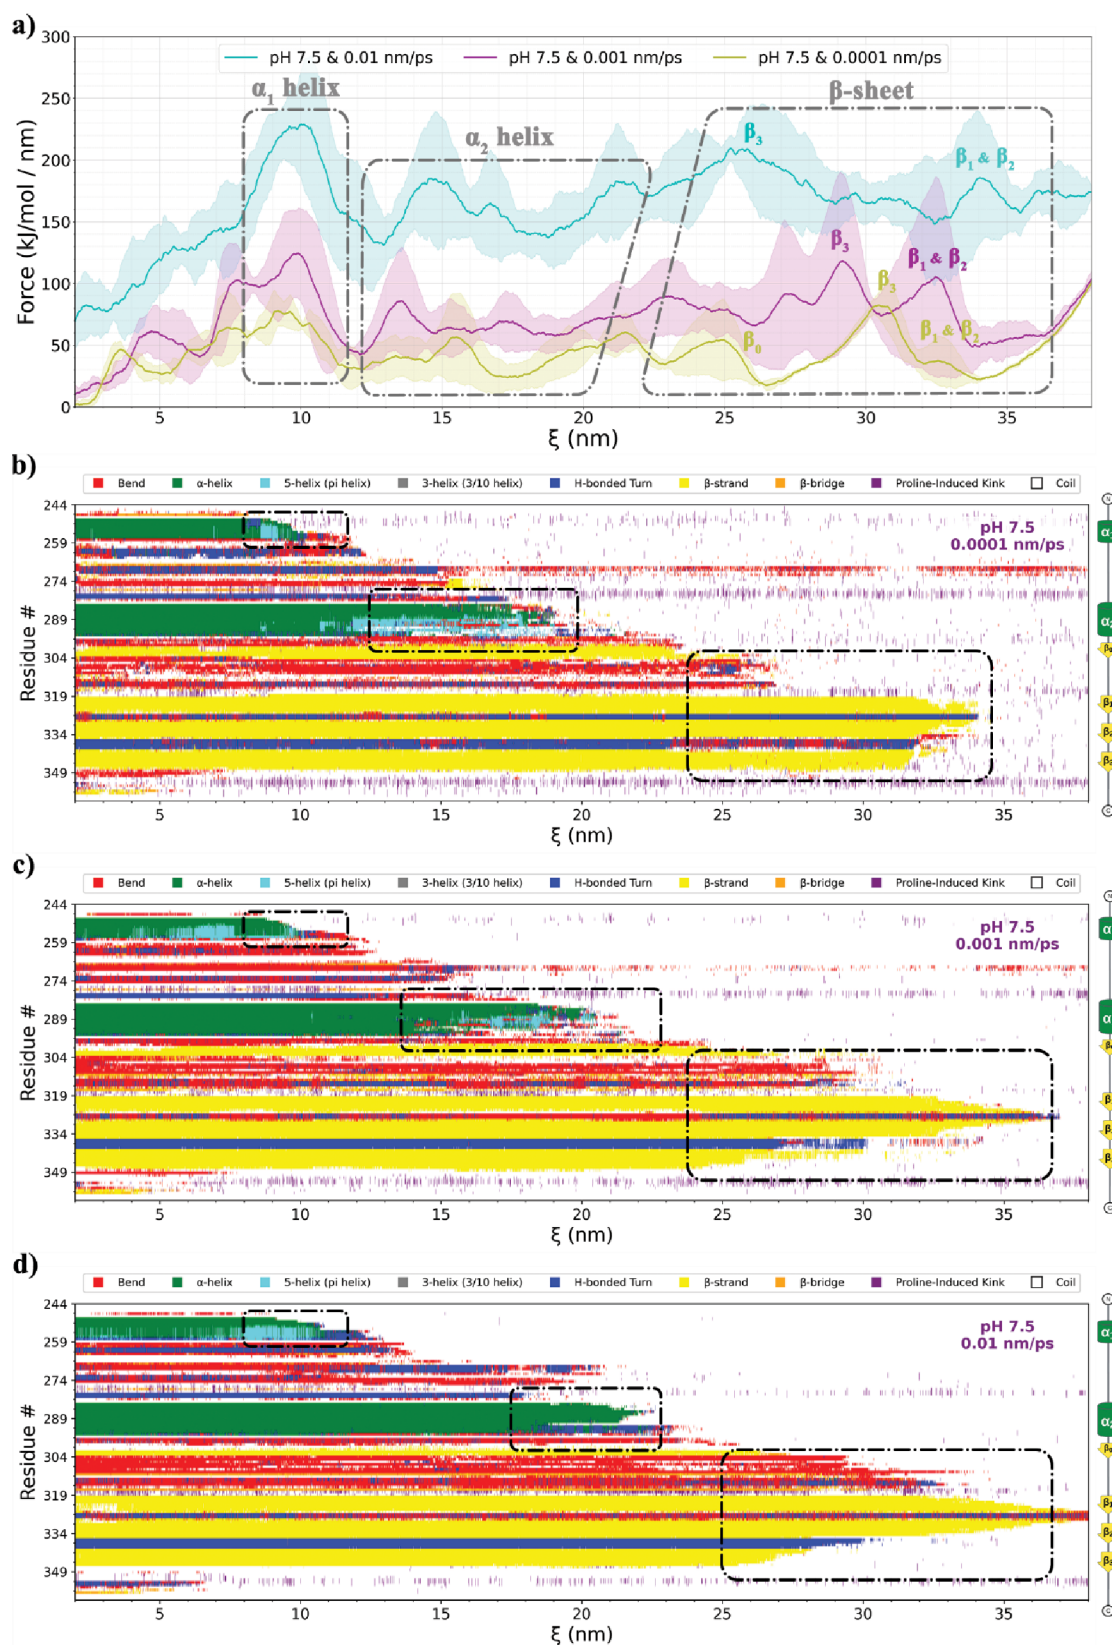 a)
300
250
200
150
100
50
0
Force (kJ/mol / nm)
pH 7.5 & 0.01 nm/ps pH 7.5 & 0.001 nm/ps pH 7.5 & 0.0001 nm/ps
α1 helix
α2 helix
β-sheet
β3
β1 & β2
β3
β1 & β2
β3
β0
β1 & β2
5 10 15 20 25 30 35
ξ (nm)
b)
Bend α-helix 5-helix (pi helix) 3-helix (3/10 helix) H-bonded Turn β-strand β-bridge Proline-Induced Kink Coil
pH 7.5
0.0001 nm/ps
244
259
274
289
304
319
334
349
Residue #
5 10 15 20 25 30 35
ξ (nm)
c)
Bend α-helix 5-helix (pi helix) 3-helix (3/10 helix) H-bonded Turn β-strand β-bridge Proline-Induced Kink Coil
pH 7.5
0.001 nm/ps
244
259
274
289
304
319
334
349
Residue #
5 10 15 20 25 30 35
ξ (nm)
d)
Bend α-helix 5-helix (pi helix) 3-helix (3/10 helix) H-bonded Turn β-strand β-bridge Proline-Induced Kink Coil
pH 7.5
0.01 nm/ps
244
259
274
289
304
319
334
349
Residue #
5 10 15 20 25 30 35
ξ (nm)